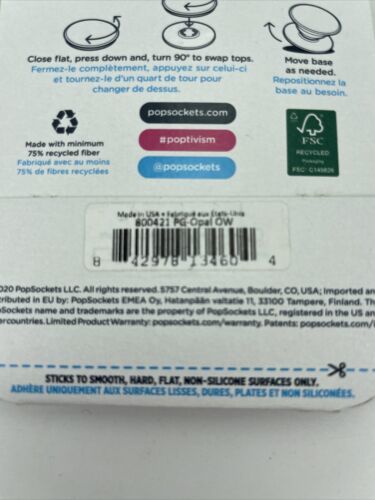 Close flat, press down and, turn 90° to swap tops.
Fermez-le complètement, appuyez sur celui-ci
et tournez-le d'un quart de tour pour
changer de dessus.
Move base
as needed.
Repositionnez la
base au besoin.
popsockets.com
#poptivism
@popsockets
Made with minimum
75% recycled fiber
Fabriqué avec au moins
75% de fibres recyclées
FSC
RECYCLED
Packaging
FSC® C149826
Made in USA • Fabriqué aux États-Unis
800421 PG-Opal OW
8 42978 13460 4
020 PopSockets LLC. All rights reserved. 5757 Central Avenue, Boulder, CO, USA; Imported an
tributed in EU by: PopSockets EMEA Oy, Hatanpään valtatie 11, 33100 Tampere, Finland. Th
Sockets name and trademarks are the property of PopSockets LLC, registered in the US an
er countries. Limited Product Warranty: popsockets.com/warranty. Patents: popsockets.com/
STICKS TO SMOOTH, HARD, FLAT, NON-SILICONE SURFACES ONLY.
ADHÈRE UNIQUEMENT AUX SURFACES LISSES, DURES, PLATES ET NON SILICONÉES.